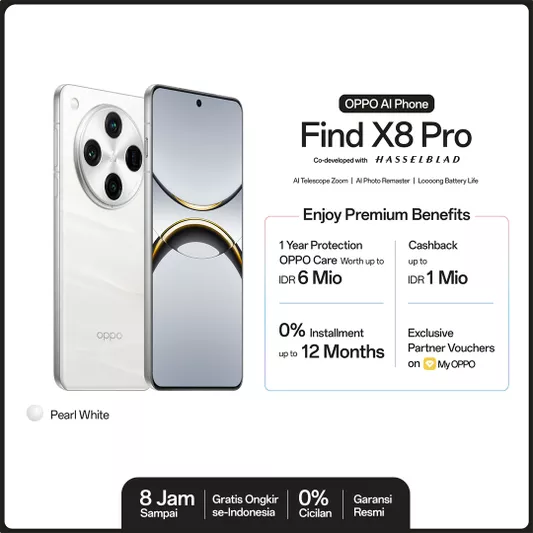 OPPO AI Phone
Find X8 Pro
Co-developed with HASSELBLAD
AI Telescope Zoom | AI Photo Remaster | Loooong Battery Life
Enjoy Premium Benefits
1 Year Protection
OPPO Care Worth up to
IDR 6 Mio
Cashback
up to
IDR 1 Mio
0% Installment
up to 12 Months
Exclusive
Partner Vouchers
on My OPPO
oppo
Pearl White
8 Jam
Sampai
Gratis Ongkir
se-Indonesia
0%
Cicilan
Garansi
Resmi